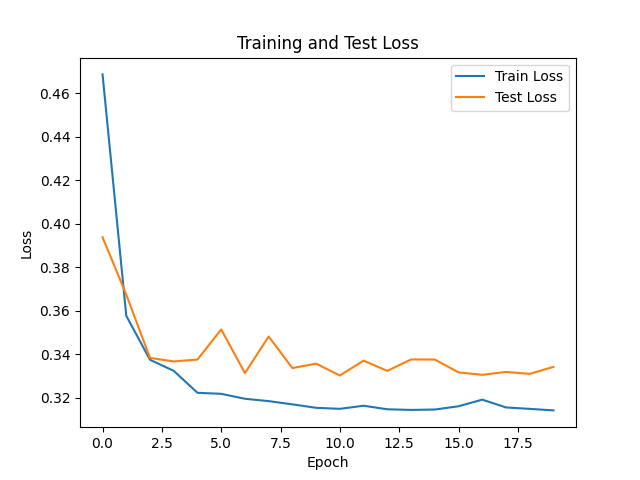 Training and Test Loss
Train Loss
Test Loss
0.46
0.44
0.42
0.40
0.38
0.36
0.34
0.32
Loss
0.0 2.5 5.0 7.5 10.0 12.5 15.0 17.5
Epoch